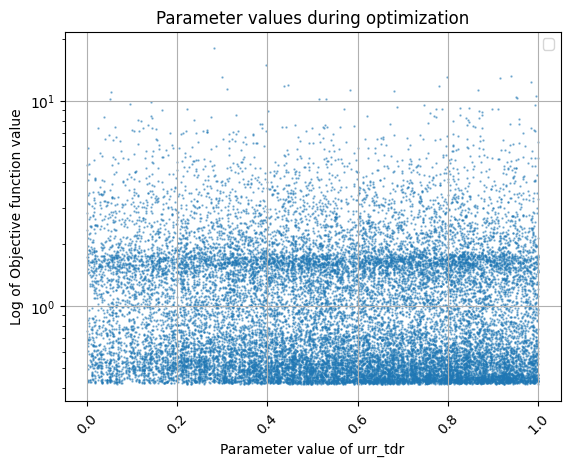 Parameter values during optimization
Log of Objective function value
10¹
10⁰
0.0 0.2 0.4 0.6 0.8 1.0
Parameter value of urr_tdr